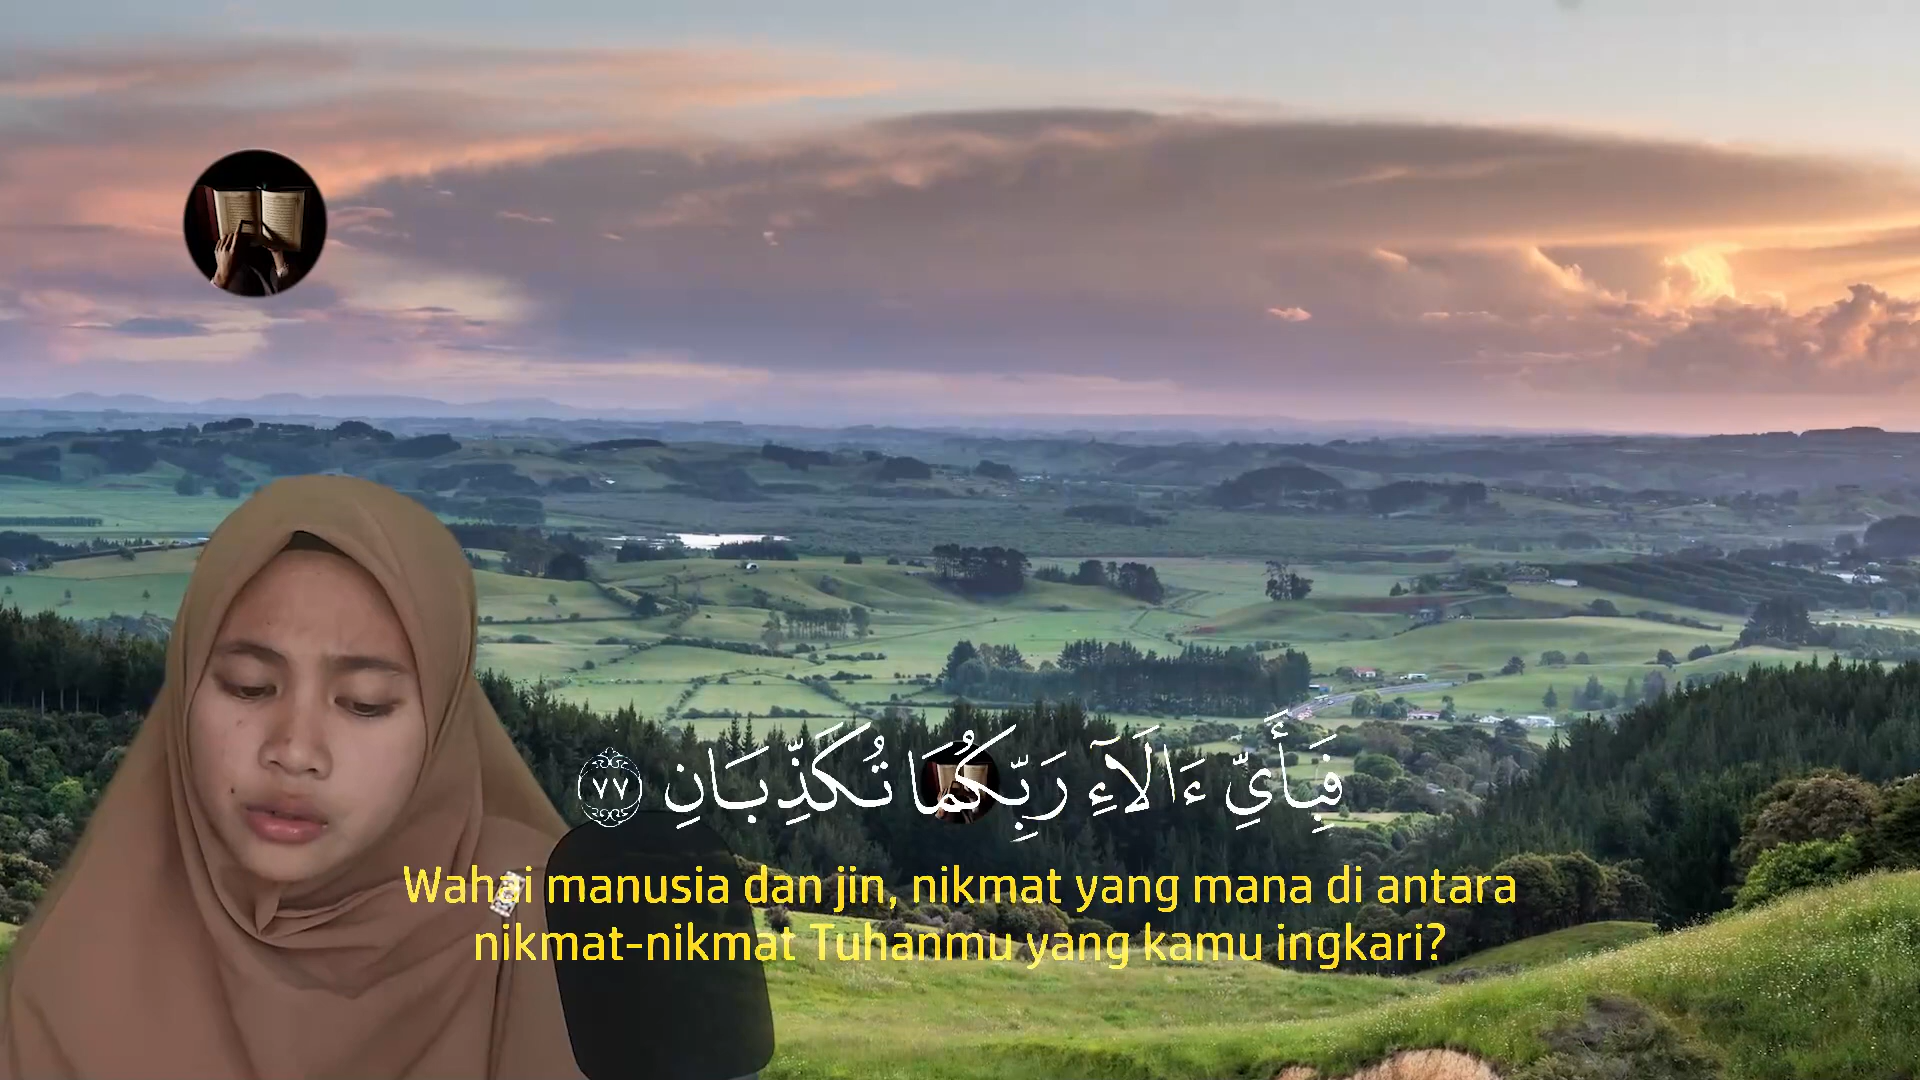 فَبِأَيِّ ءَالَآءِ رَبِّكُمَا تُكَذِّبَانِ ٧٧
Wahai manusia dan jin, nikmat yang mana di antara
nikmat-nikmat Tuhanmu yang kamu ingkari?